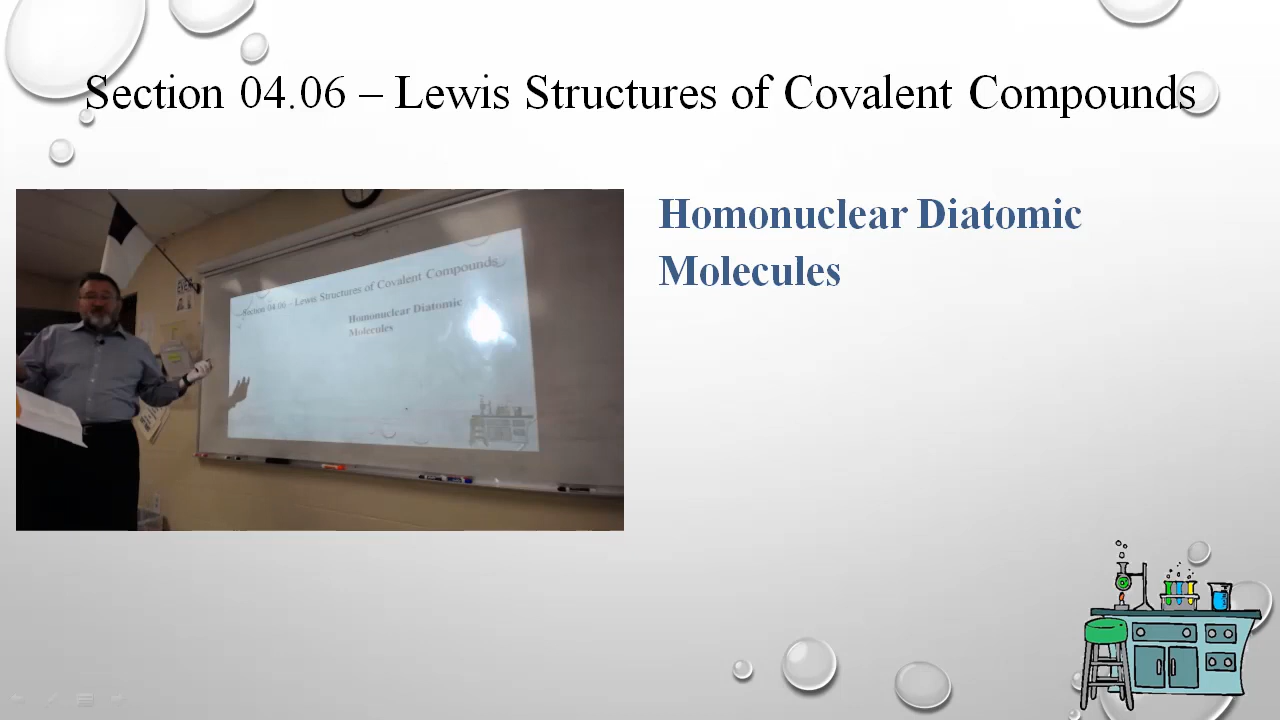 Section 04.06 – Lewis Structures of Covalent Compounds
Homonuclear Diatomic
Molecules
Section 04.06 – Lewis Structures of Covalent Compounds
Homonuclear Diatomic
Molecules